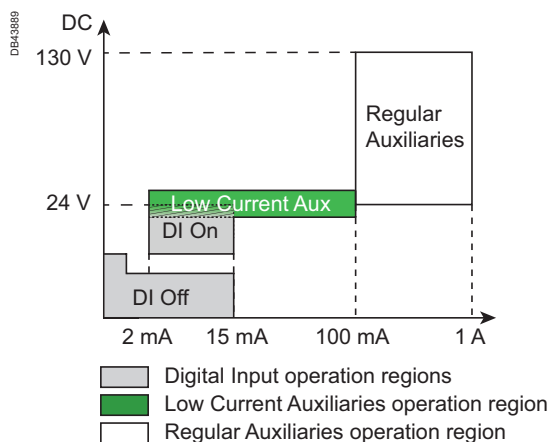 DB43889
DC
130 V
Regular
Auxiliaries
24 V
Low Current Aux
DI On
DI Off
2 mA 15 mA 100 mA 1 A
Digital Input operation regions
Low Current Auxiliaries operation region
Regular Auxiliaries operation region